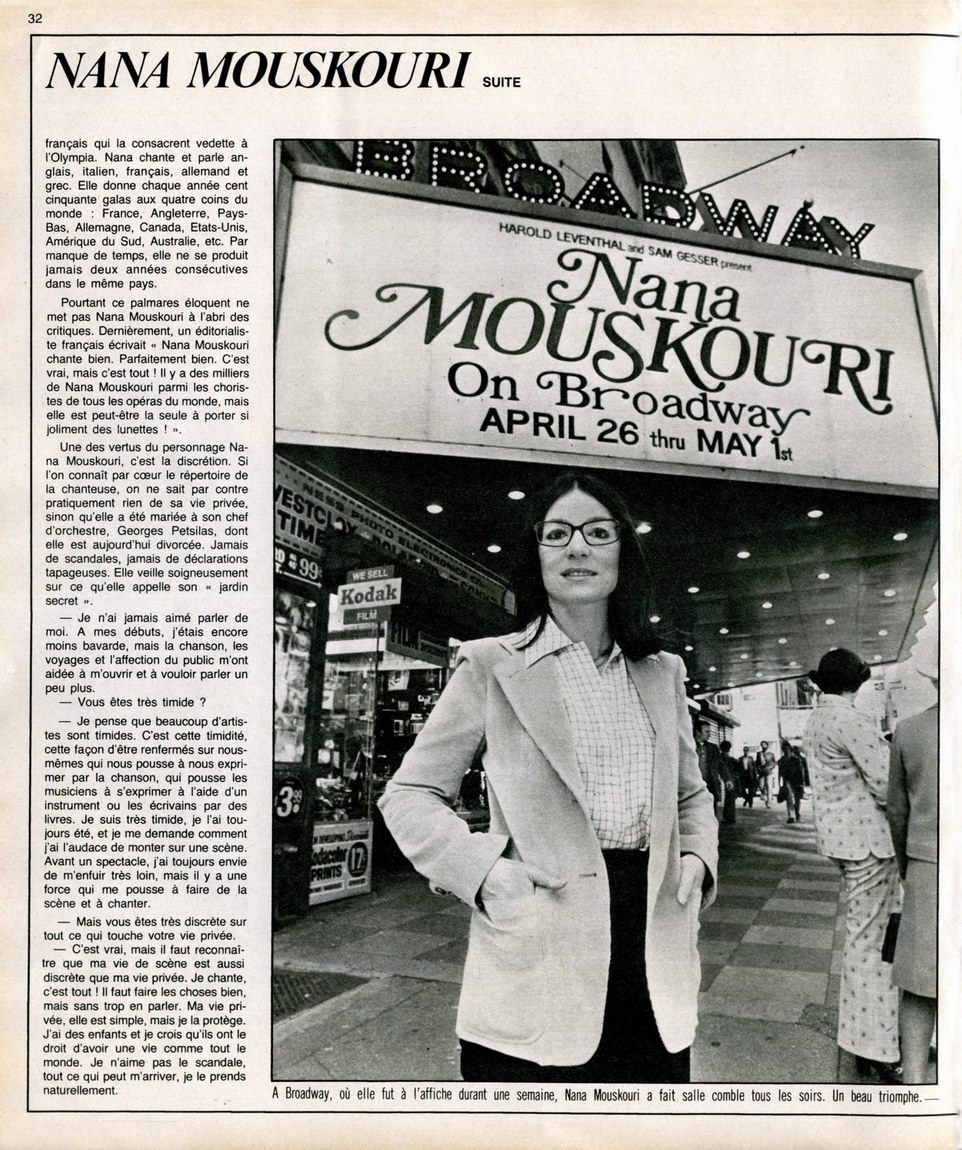 32
NANA MOUSKOURI SUITE
français qui la consacrent vedette à
l'Olympia. Nana chante et parle an-
glais, italien, français, allemand et
grec. Elle donne chaque année cent
cinquante galas aux quatre coins du
monde : France, Angleterre, Pays-
Bas, Allemagne, Canada, Etats-Unis,
Amérique du Sud, Australie, etc. Par
manque de temps, elle ne se produit
jamais deux années consécutives
dans le même pays.
Pourtant ce palmares éloquent ne
met pas Nana Mouskouri à l'abri des
critiques. Dernièrement, un éditorialis-
te français écrivait « Nana Mouskouri
chante bien. Parfaitement bien. C'est
vrai, mais c'est tout ! Il y a des milliers
de Nana Mouskouri parmi les choris-
tes de tous les opéras du monde, mais
elle est peut-être la seule à porter si
joliment des lunettes ! ».
Une des vertus du personnage Na-
na Mouskouri, c'est la discrétion. Si
l'on connaît par cœur le répertoire de
la chanteuse, on ne sait par contre
pratiquement rien de sa vie privée,
sinon qu'elle a été mariée à son chef
d'orchestre, Georges Petsilas, dont
elle est aujourd'hui divorcée. Jamais
de scandales, jamais de déclarations
tapageuses. Elle veille soigneusement
sur ce qu'elle appelle son « jardin
secret ».
— Je n'ai jamais aimé parler de
moi. A mes débuts, j'étais encore
moins bavarde, mais la chanson, les
voyages et l'affection du public m'ont
aidée à m'ouvrir et à vouloir parler un
peu plus.
— Vous êtes très timide ?
— Je pense que beaucoup d'artis-
tes sont timides. C'est cette timidité,
cette façon d'être renfermés sur nous-
mêmes qui nous pousse à nous expri-
mer par la chanson, qui pousse les
musiciens à s'exprimer à l'aide d'un
instrument ou les écrivains par des
livres. Je suis très timide, je l'ai tou-
jours été, et je me demande comment
j'ai l'audace de monter sur une scène.
Avant un spectacle, j'ai toujours envie
de m'enfuir très loin, mais il y a une
force qui me pousse à faire de la
scène et à chanter.
— Mais vous êtes très discrète sur
tout ce qui touche votre vie privée.
— C'est vrai, mais il faut reconnaî-
tre que ma vie de scène est aussi
discrète que ma vie privée. Je chante,
c'est tout ! Il faut faire les choses bien,
mais sans trop en parler. Ma vie pri-
vée, elle est simple, mais je la protège.
J'ai des enfants et je crois qu'ils ont le
droit d'avoir une vie comme tout le
monde. Je n'aime pas le scandale,
tout ce qui peut m'arriver, je le prends
naturellement.
BROADWAY
HAROLD LEVENTHAL and SAM GESSER present
Nana
MOUSKOURI
On Broadway
APRIL 26 thru MAY 1st
PHOTO ELECTRONICS CO.
TIME
99
WE SELL
Kodak
FILM
FILM
3.99
PRINTS
17
A Broadway, où elle fut à l'affiche durant une semaine, Nana Mouskouri a fait salle comble tous les soirs. Un beau triomphe.—